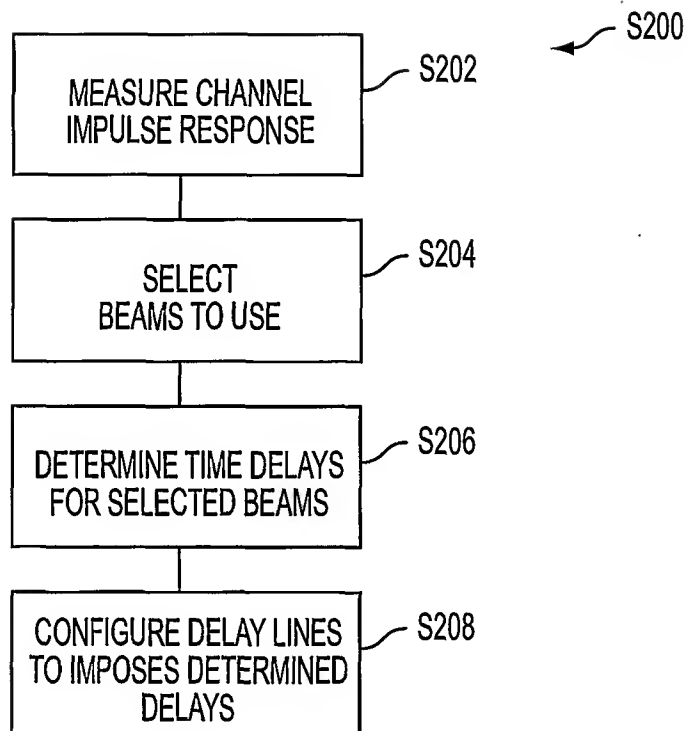 S200
MEASURE CHANNEL
IMPULSE RESPONSE
S202
SELECT
BEAMS TO USE
S204
DETERMINE TIME DELAYS
FOR SELECTED BEAMS
S206
CONFIGURE DELAY LINES
TO IMPOSES DETERMINED
DELAYS
S208